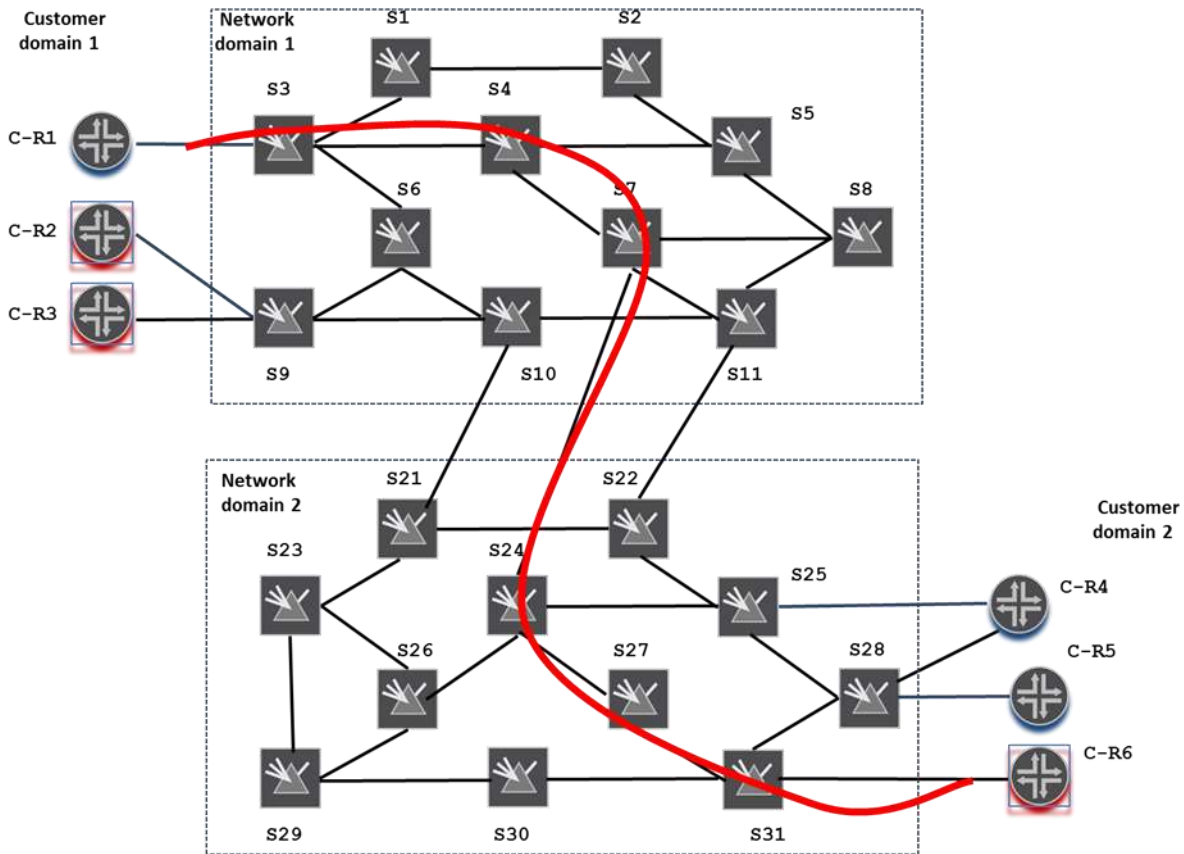 Customer
domain 1
Network
domain 1
S1
S2
S3
S4
S5
C-R1
S6
S7
S8
C-R2
C-R3
S9
S10
S11
Network
domain 2
S21
S22
Customer
domain 2
S23
S24
S25
C-R4
S26
S27
S28
C-R5
C-R6
S29
S30
S31